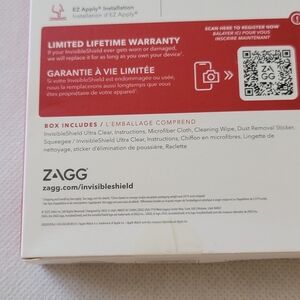 EZ Apply® Installation
Installation d'EZ Apply®
SCAN HERE TO REGISTER NOW
BALAYER ICI POUR VOUS
INSCRIRE MAINTENANT
LIMITED LIFETIME WARRANTY
If your InvisibleShield ever gets worn or damaged,
we will replace it for as long as you own your device.
GARANTIE À VIE LIMITÉE
Si votre InvisibleShield est endommagée ou usée,
nous la remplacerons aussi longtemps que vous
êtes propriétaire de votre appareil.
BOX INCLUDES / L'EMBALLAGE COMPREND
InvisibleShield Ultra Clear, Instructions, Microfiber Cloth, Cleaning Wipe, Dust Removal Sticker,
Squeegee / InvisibleShield Ultra Clear, Instructions, Chiffon en microfibres, Lingette de
nettoyage, sticker d'élimination de poussière, Raclette
ZAGG
zagg.com/invisibleshield